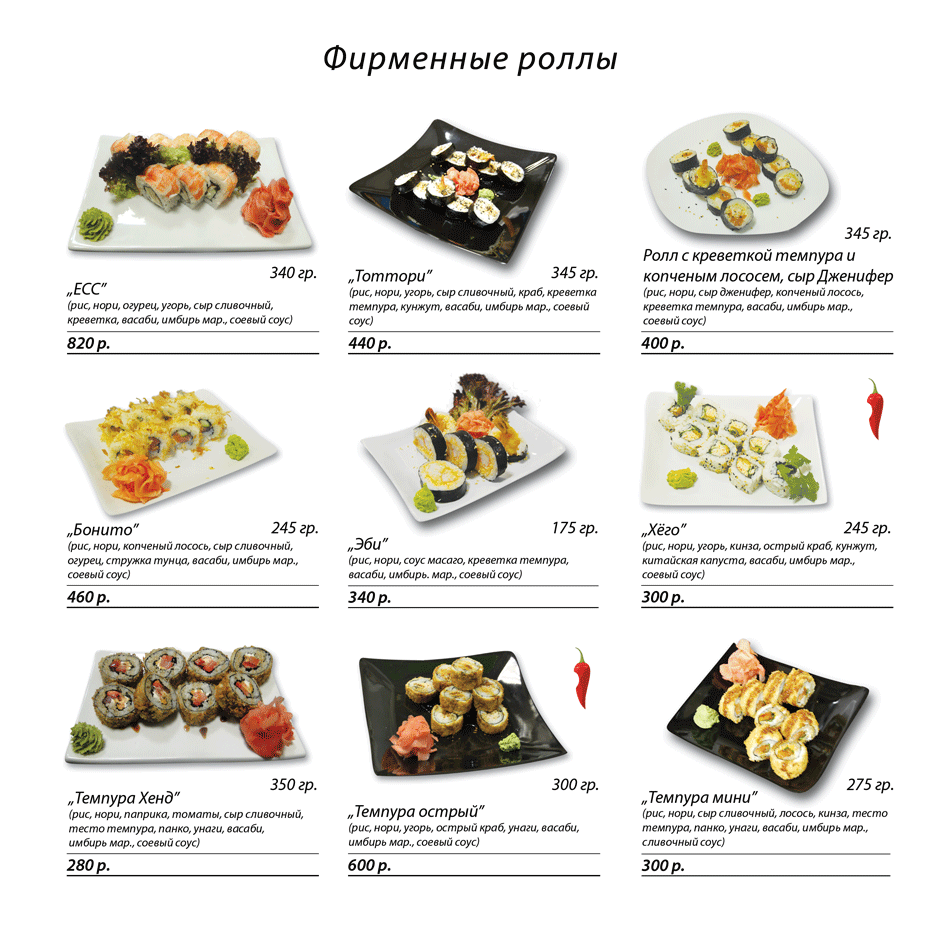 Фирменные роллы
340 гр.
„ЕСС”
(рис, нори, огурец, угорь, сыр сливочный,
креветка, васаби, имбирь мар., соевый соус)
820 р.
„Тоттори”
345 гр.
(рис, нори, угорь, сыр сливочный, краб, креветка
темпура, кунжут, васаби, имбирь мар., соевый
соус)
440 р.
345 гр.
Ролл с креветкой темпура и
копченым лососем, сыр Дженифер
(рис, нори, сыр дженифер, копченый лосось,
креветка темпура, васаби, имбирь мар.,
соевый соус)
400 р.
„Бонито”
245 гр.
(рис, нори, копченый лосось, сыр сливочный,
огурец, стружка тунца, васаби, имбирь мар.,
соевый соус)
460 р.
175 гр.
„Эби”
(рис, нори, соус масаго, креветка темпура,
васаби, имбирь. мар., соевый соус)
340 р.
„Хёго”
245 гр.
(рис, нори, угорь, кинза, острый краб, кунжут,
китайская капуста, васаби, имбирь мар.,
соевый соус)
300 р.
350 гр.
„Темпура Хенд”
(рис, нори, паприка, томаты, сыр сливочный,
тесто темпура, панко, унаги, васаби,
имбирь мар., соевый соус)
280 р.
300 гр.
„Темпура острый”
(рис, нори, угорь, острый краб, унаги, васаби,
имбирь мар., соевый соус)
600 р.
275 гр.
„Темпура мини”
(рис, нори, сыр сливочный, лосось, кинза, тесто
темпура, панко, унаги, васаби, имбирь мар.,
сливочный соус)
300 р.